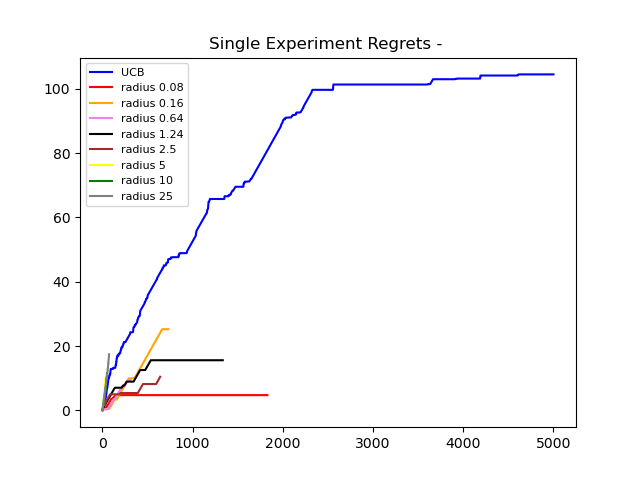 Single Experiment Regrets -
UCB
radius 0.08
radius 0.16
radius 0.64
radius 1.24
radius 2.5
radius 5
radius 10
radius 25
100
80
60
40
20
0
0 1000 2000 3000 4000 5000